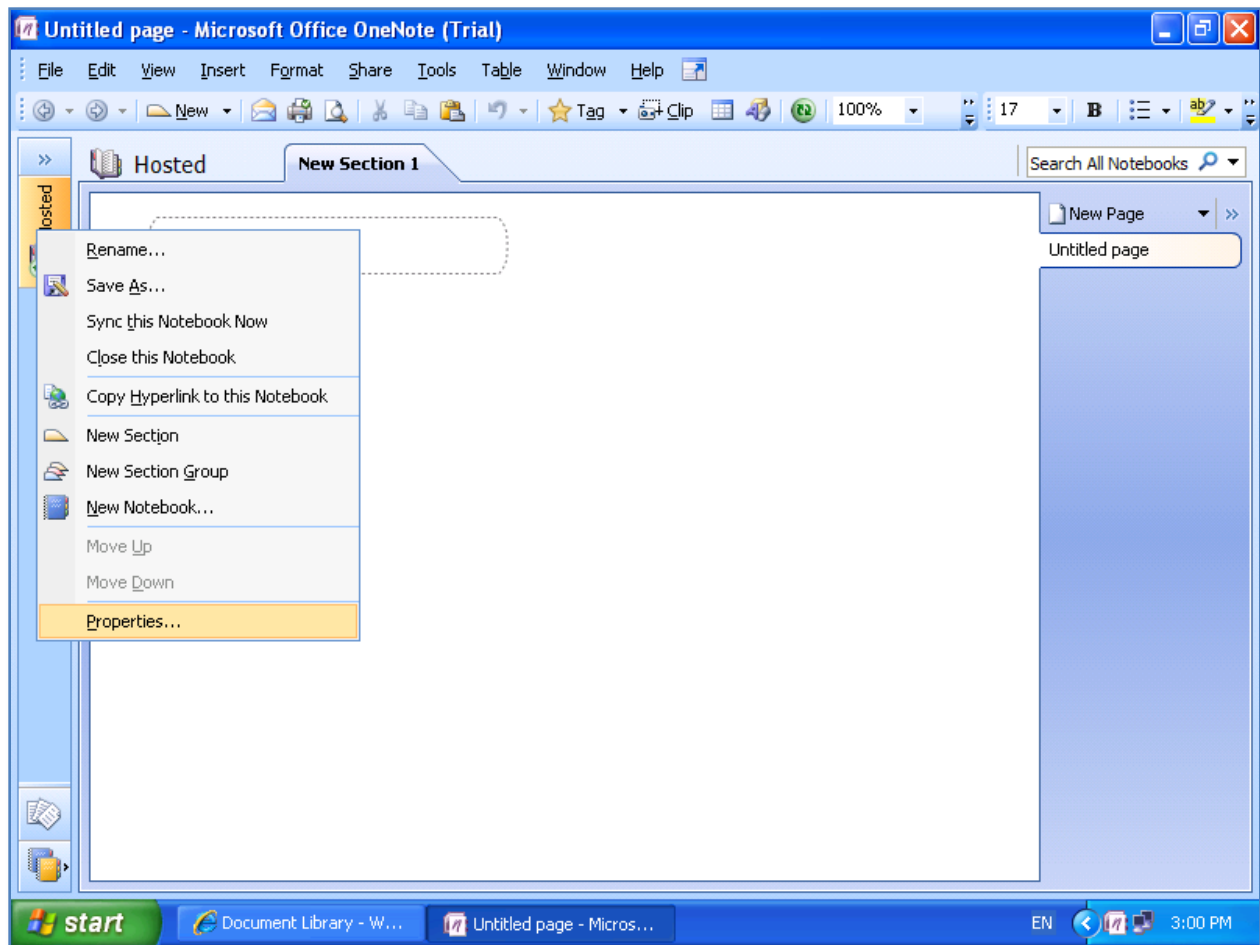 Untitled page - Microsoft Office OneNote (Trial)
File Edit View Insert Format Share Tools Table Window Help
New Tag Clip 100% 17 B ab
Hosted New Section 1 Search All Notebooks
New Page
Untitled page
Rename...
Save As...
Sync this Notebook Now
Close this Notebook
Copy Hyperlink to this Notebook
New Section
New Section Group
New Notebook...
Move Up
Move Down
Properties...
start Document Library - W... Untitled page - Micros... EN 3:00 PM